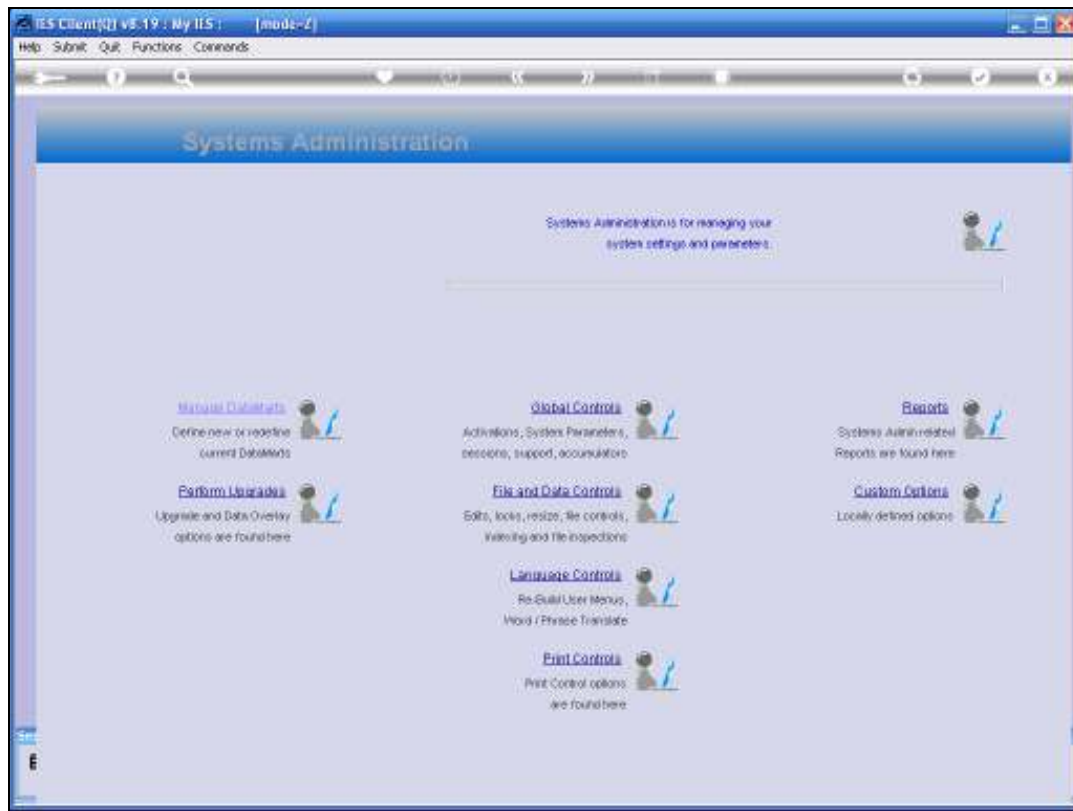 IES Client(Q) v8.19 : My IES : [mode=Z]
Help Submit Quit Functions Commands
Systems Administration
Systems Administration is for managing your
system settings and parameters.
Manage DataMarts
Define new or redefine
current DataMarts
Perform Upgrades
Upgrade and Data Overlay
options are found here
Global Controls
Activations, System Parameters,
sessions, support, accumulators
File and Data Controls
Edits, locks, resize, file controls,
indexing and file inspections
Language Controls
Re-Build User Menus,
Word / Phrase Translate
Print Controls
Print Control options
are found here
Reports
Systems Admin related
Reports are found here
Custom Options
Locally defined options